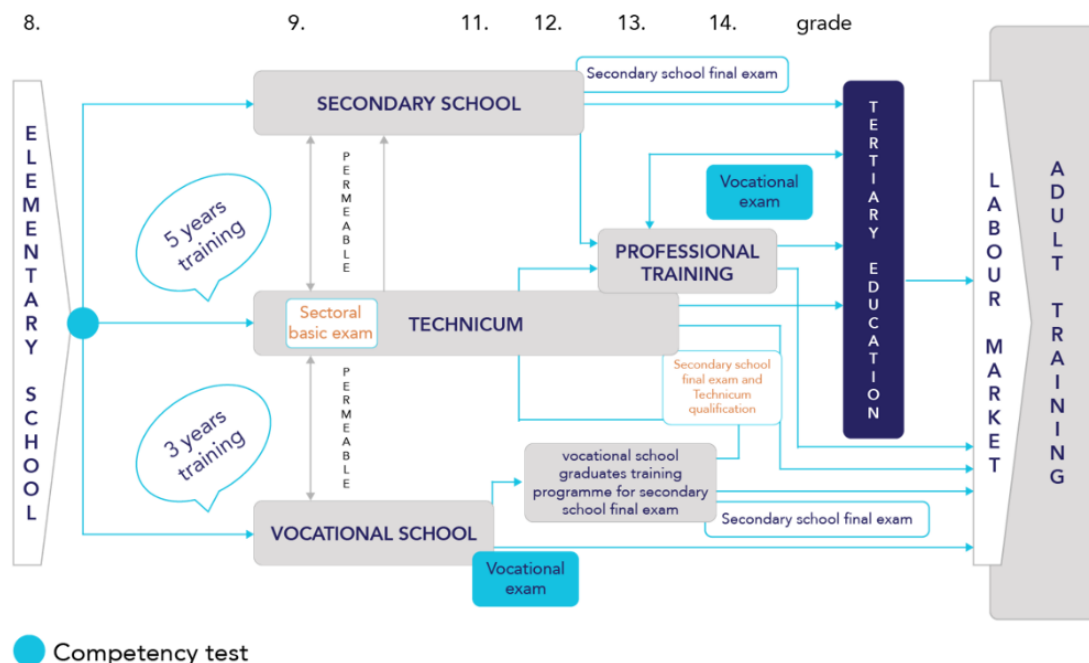 8. 9. 11. 12. 13. 14. grade
Secondary school final exam
SECONDARY SCHOOL
ELEMENTARY SCHOOL
PERMEABLE
5 years
training
Vocational
exam
TERTIARY EDUCATION
LABOUR MARKET
ADULT TRAINING
PROFESSIONAL
TRAINING
Sectoral
basic exam
TECHNICUM
Secondary school
final exam and
Technicum
qualification
PERMEABLE
3 years
training
vocational school
graduates training
programme for secondary
school final exam
VOCATIONAL SCHOOL
Secondary school final exam
Vocational
exam
Competency test